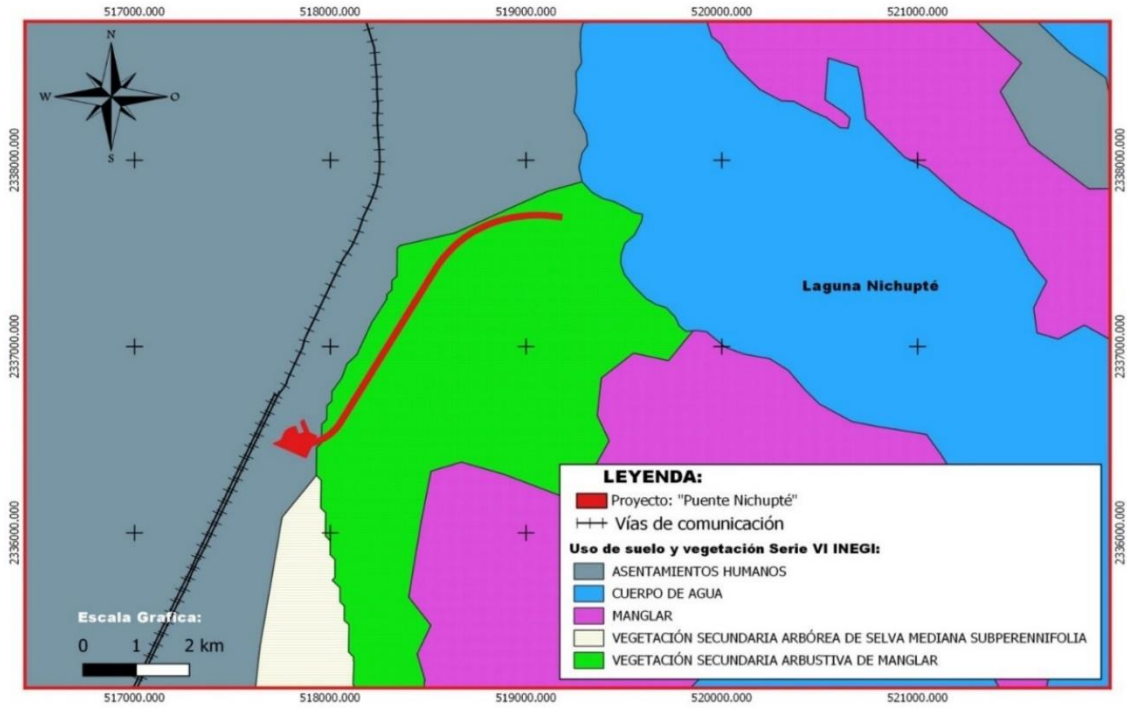 517000.000 518000.000 519000.000 520000.000 521000.000
N
W O
S
2338000.000 2338000.000
Laguna Nichupté
2337000.000 2337000.000
2336000.000 2336000.000
LEYENDA:
Proyecto: "Puente Nichupté"
Vías de comunicación
Uso de suelo y vegetación Serie VI INEGI:
ASENTAMIENTOS HUMANOS
CUERPO DE AGUA
MANGLAR
VEGETACIÓN SECUNDARIA ARBÓREA DE SELVA MEDIANA SUBPERENNIFOLIA
VEGETACIÓN SECUNDARIA ARBUSTIVA DE MANGLAR
Escala Grafica:
0 1 2 km
517000.000 518000.000 519000.000 520000.000 521000.000